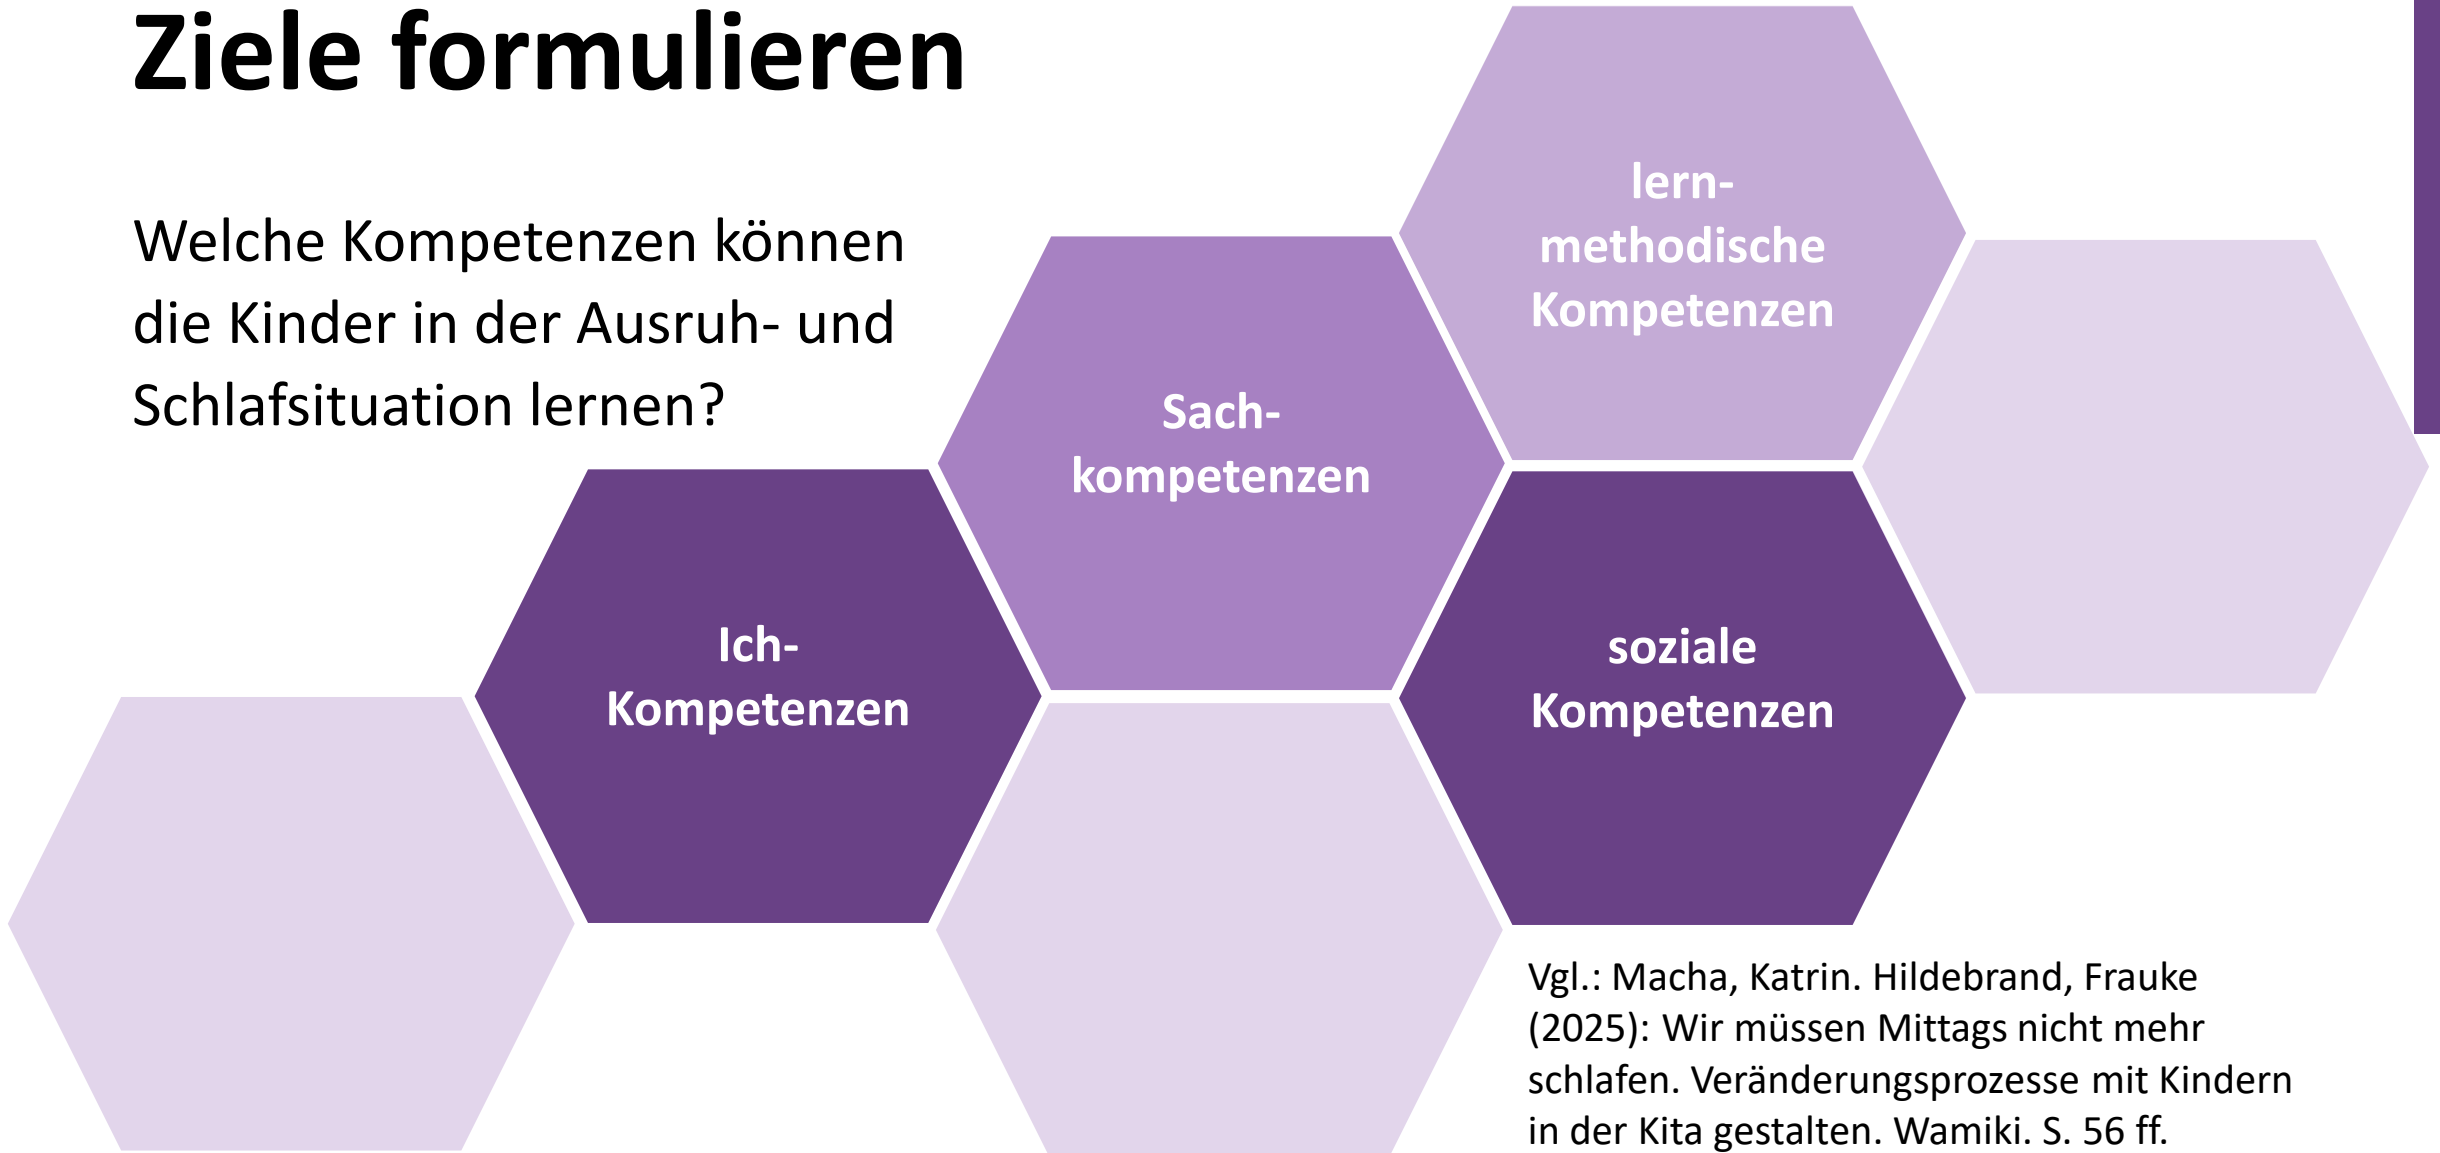 Ziele formulieren
Welche Kompetenzen können
die Kinder in der Ausruh- und
Schlafsituation lernen?
lern-
methodische
Kompetenzen
Sach-
kompetenzen
Ich-
Kompetenzen
soziale
Kompetenzen
Vgl.: Macha, Katrin. Hildebrand, Frauke
(2025): Wir müssen Mittags nicht mehr
schlafen. Veränderungsprozesse mit Kindern
in der Kita gestalten. Wamiki. S. 56 ff.